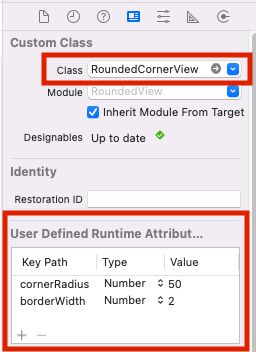 Custom Class
Class RoundedCornerView
Module RoundedView
Inherit Module From Target
Designables Up to date
Identity
Restoration ID
User Defined Runtime Attribut...
Key Path Type Value
cornerRadius Number 50
borderWidth Number 2
+ −